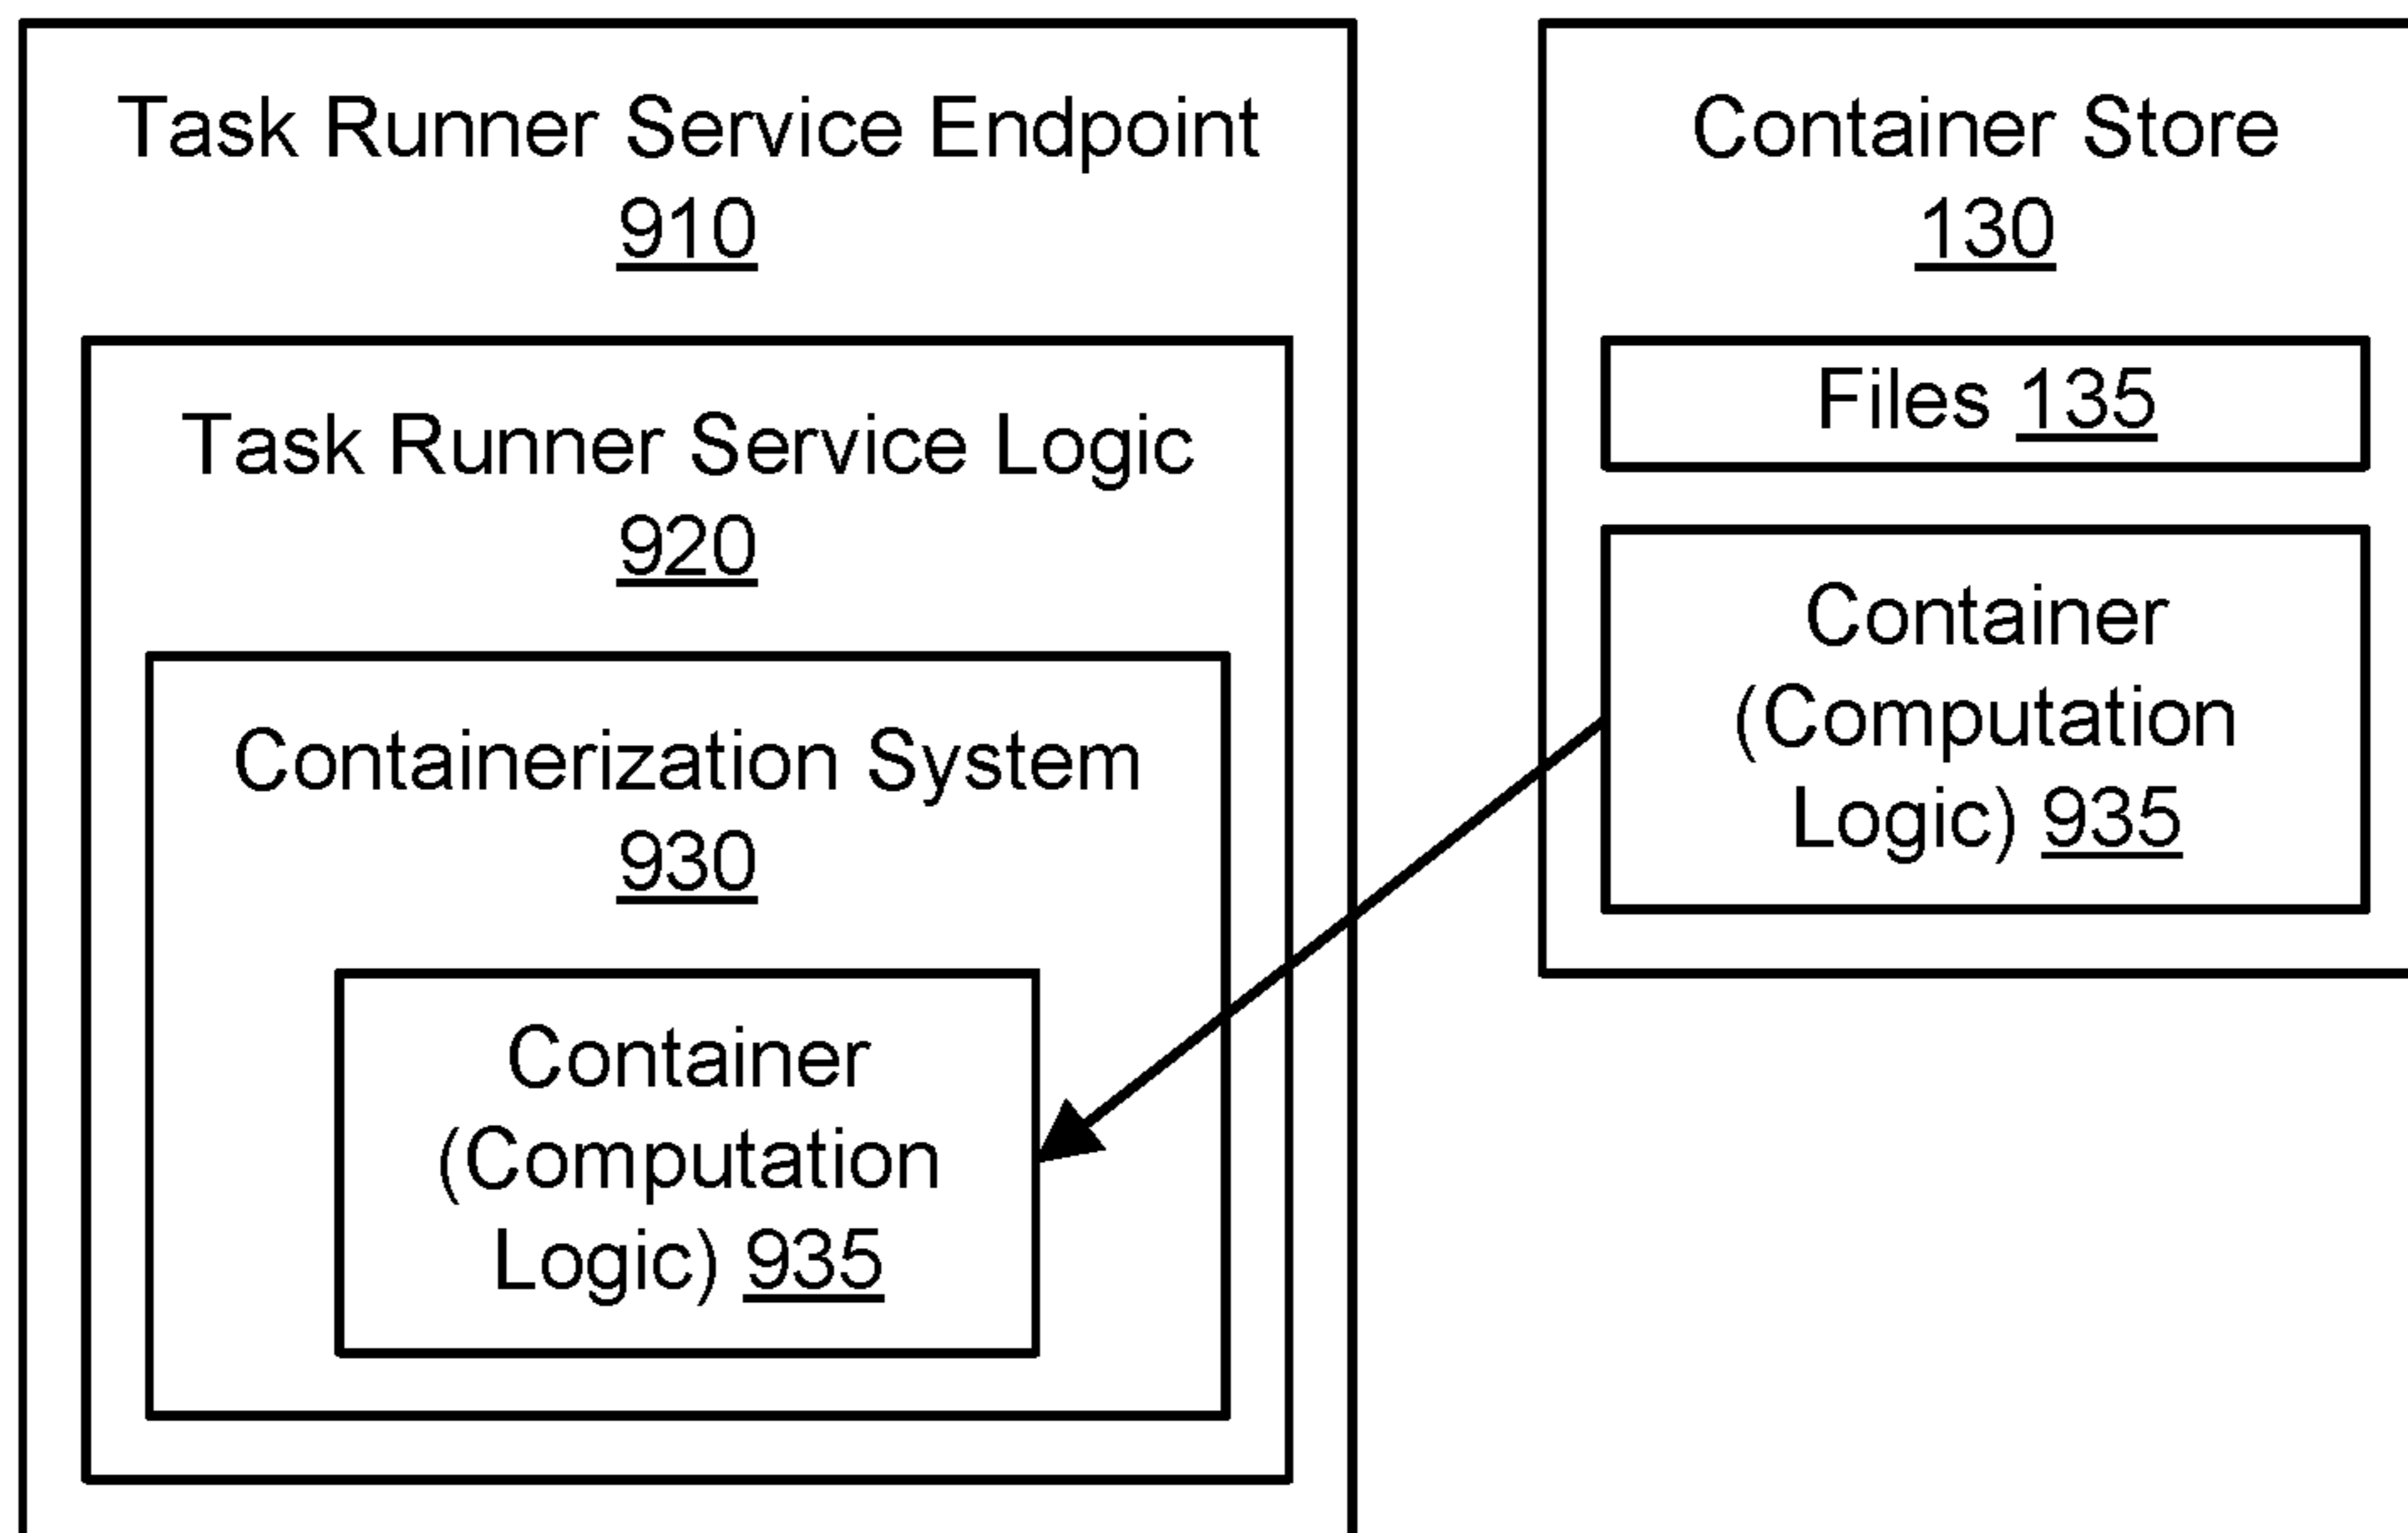 Task Runner Service Endpoint
910
Task Runner Service Logic
920
Containerization System
930
Container
(Computation
Logic) 935
Container Store
130
Files 135
Container
(Computation
Logic) 935